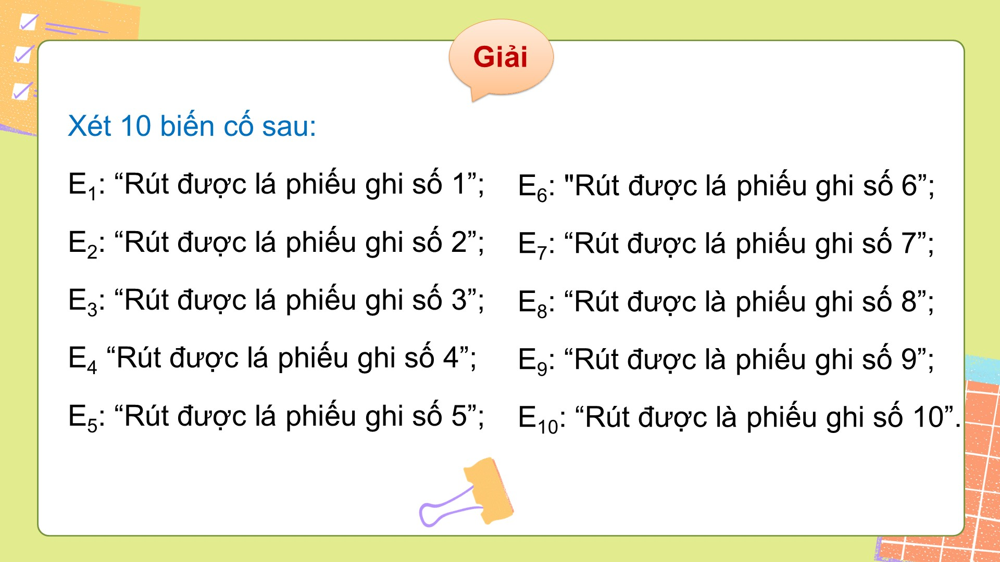 Giải
Xét 10 biến cố sau:
E₁: “Rút được lá phiếu ghi số 1”;
E₂: “Rút được lá phiếu ghi số 2”;
E₃: “Rút được lá phiếu ghi số 3”;
E₄ “Rút được lá phiếu ghi số 4”;
E₅: “Rút được lá phiếu ghi số 5”;
E₆: "Rút được lá phiếu ghi số 6”;
E₇: “Rút được lá phiếu ghi số 7”;
E₈: “Rút được là phiếu ghi số 8”;
E₉: “Rút được là phiếu ghi số 9”;
E₁₀: “Rút được là phiếu ghi số 10”.